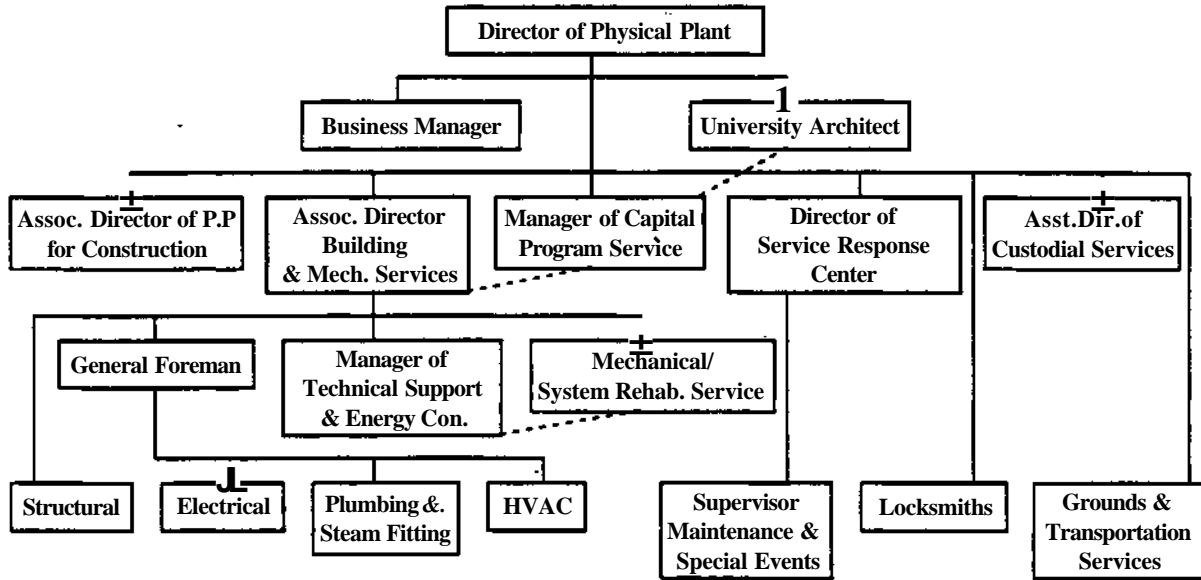 Director of Physical Plant
Business Manager
1
University Architect
Assoc. Director of P.P
for Construction
Assoc. Director
Building
& Mech. Services
Manager of Capital
Program Service
Director of
Service Response
Center
Asst.Dir.of
Custodial Services
General Foreman
Manager of
Technical Support
& Energy Con.
Mechanical/
System Rehab. Service
Structural
Electrical
Plumbing &.
Steam Fitting
HVAC
Supervisor
Maintenance &
Special Events
Locksmiths
Grounds &
Transportation
Services